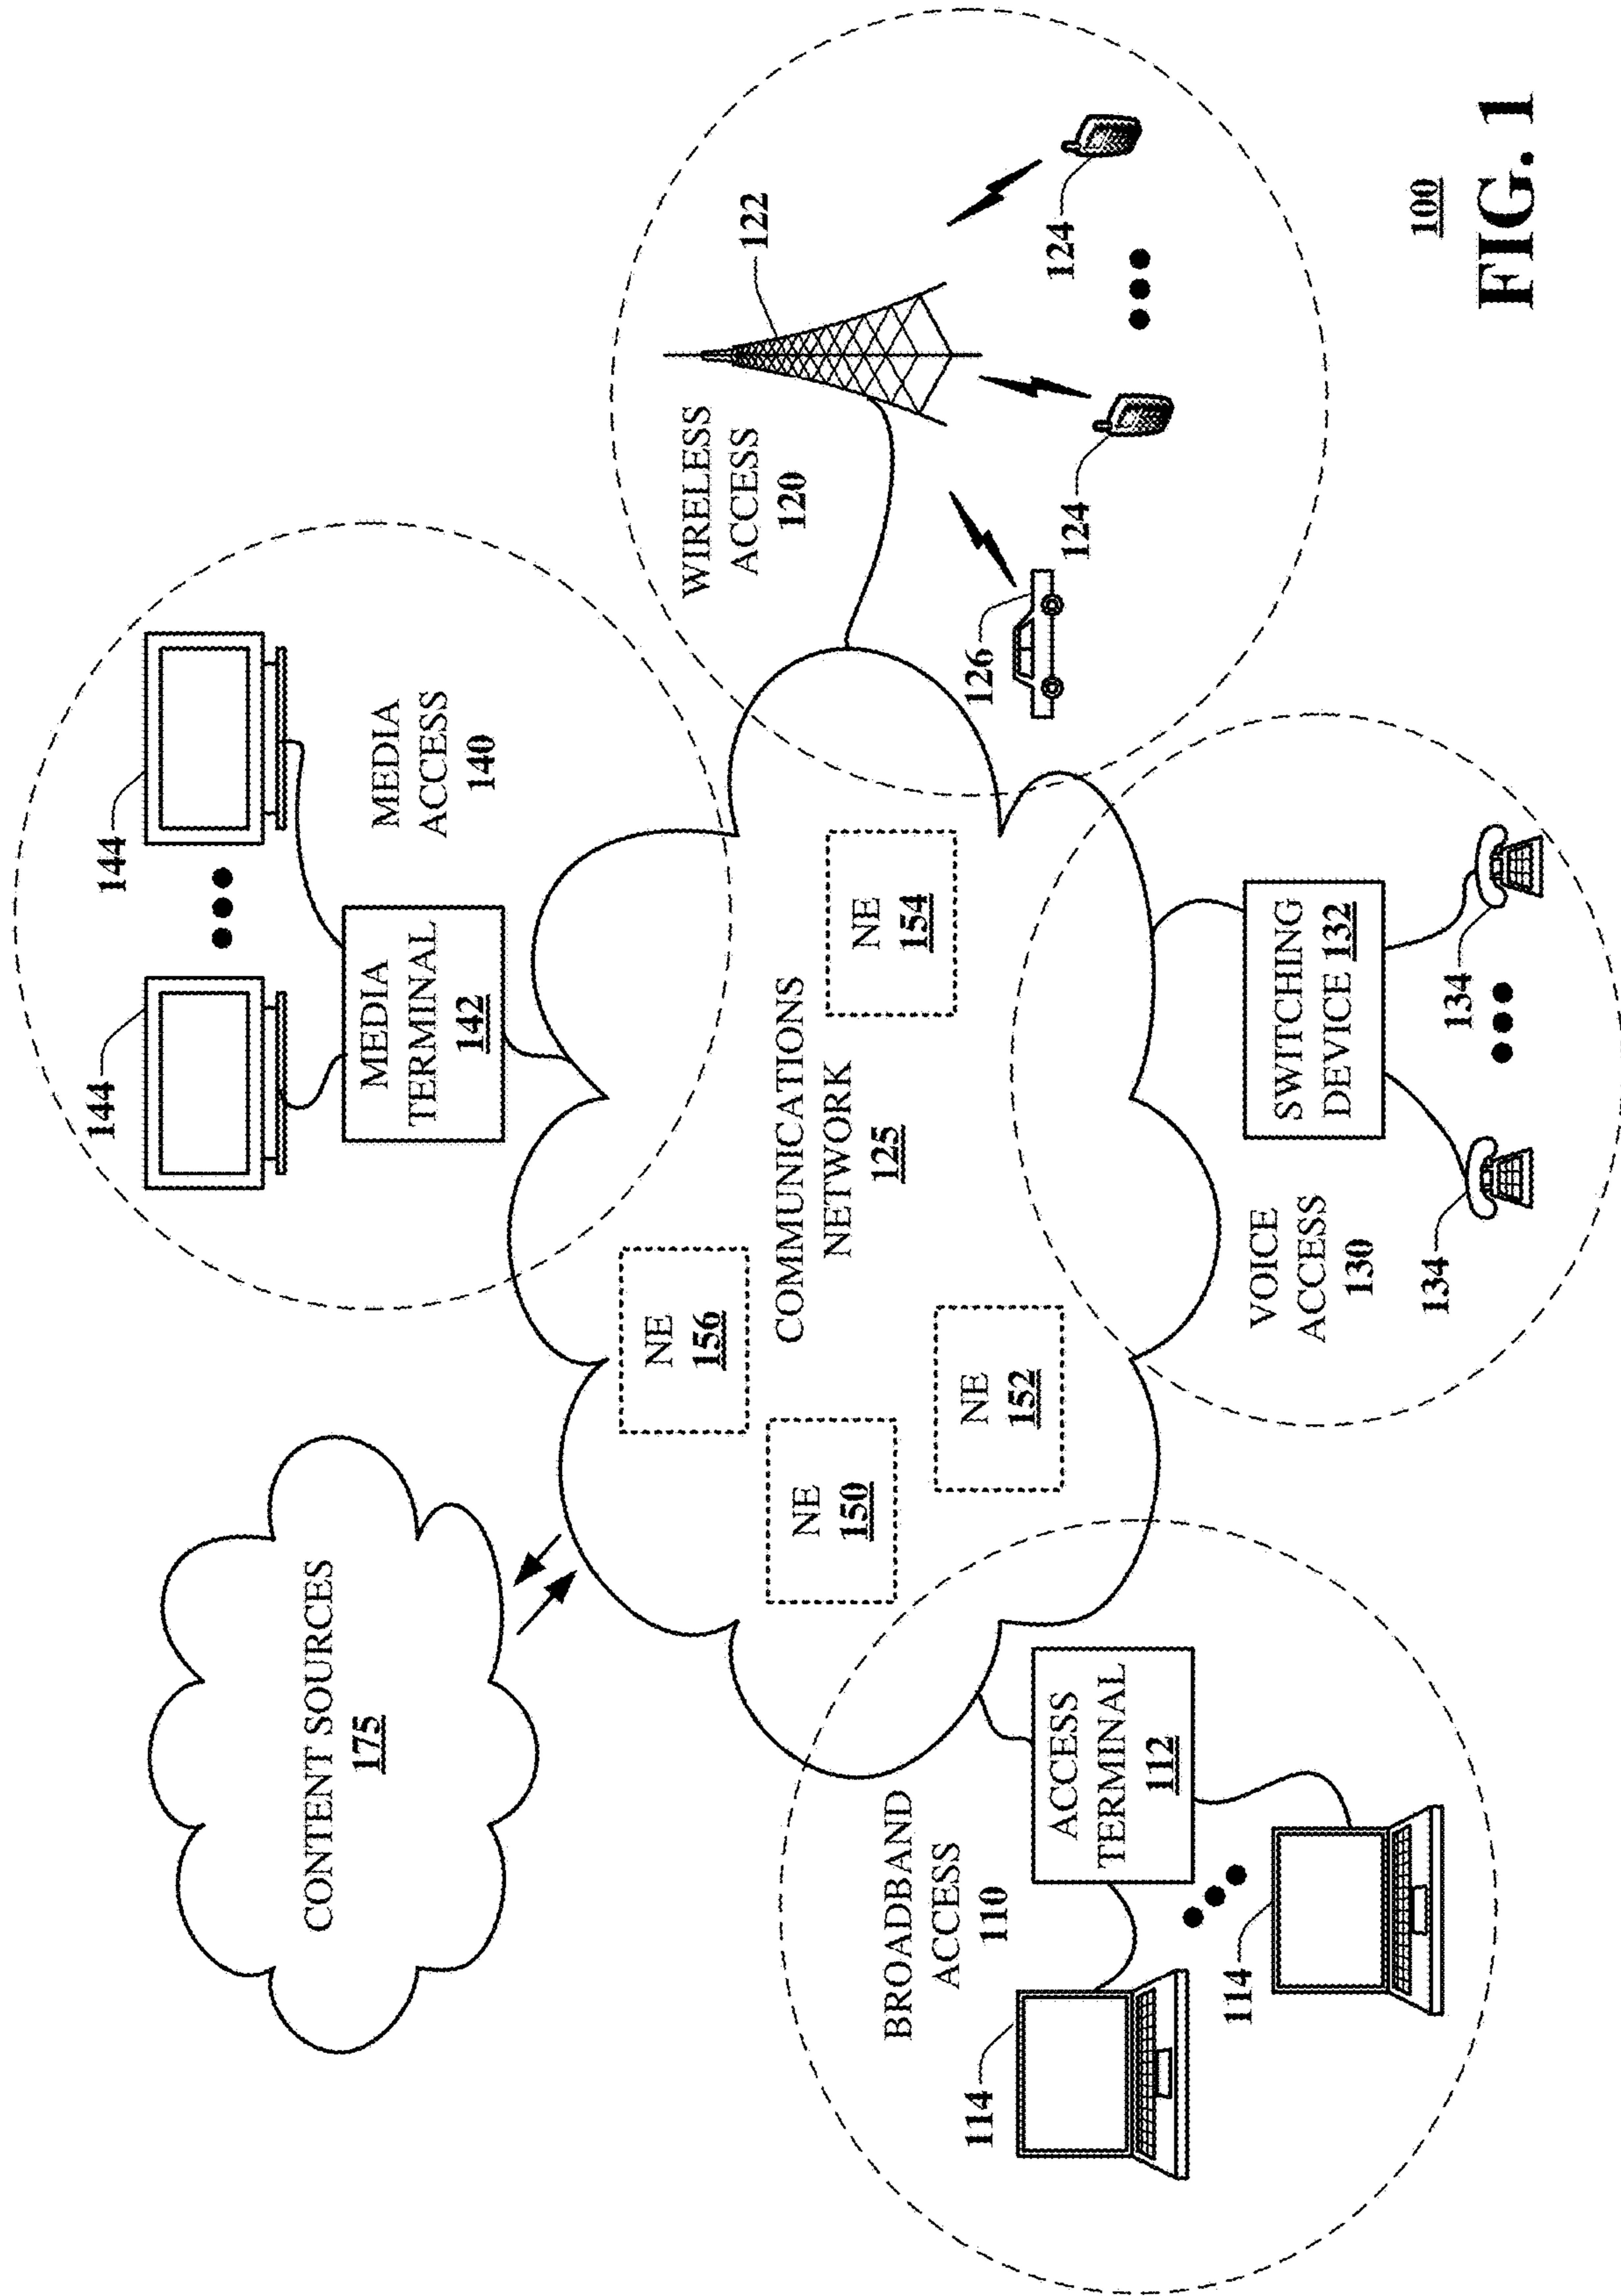 CONTENT SOURCES
175
144
144
MEDIA
TERMINAL
142
MEDIA
ACCESS
140
WIRELESS
ACCESS
120
122
NE
156
NE
150
COMMUNICATIONS
NETWORK
125
NE
154
NE
152
BROADBAND
ACCESS
110
ACCESS
TERMINAL
112
114
114
126
124
124
VOICE
ACCESS
130
SWITCHING
DEVICE 132
134
134
100
FIG. 1